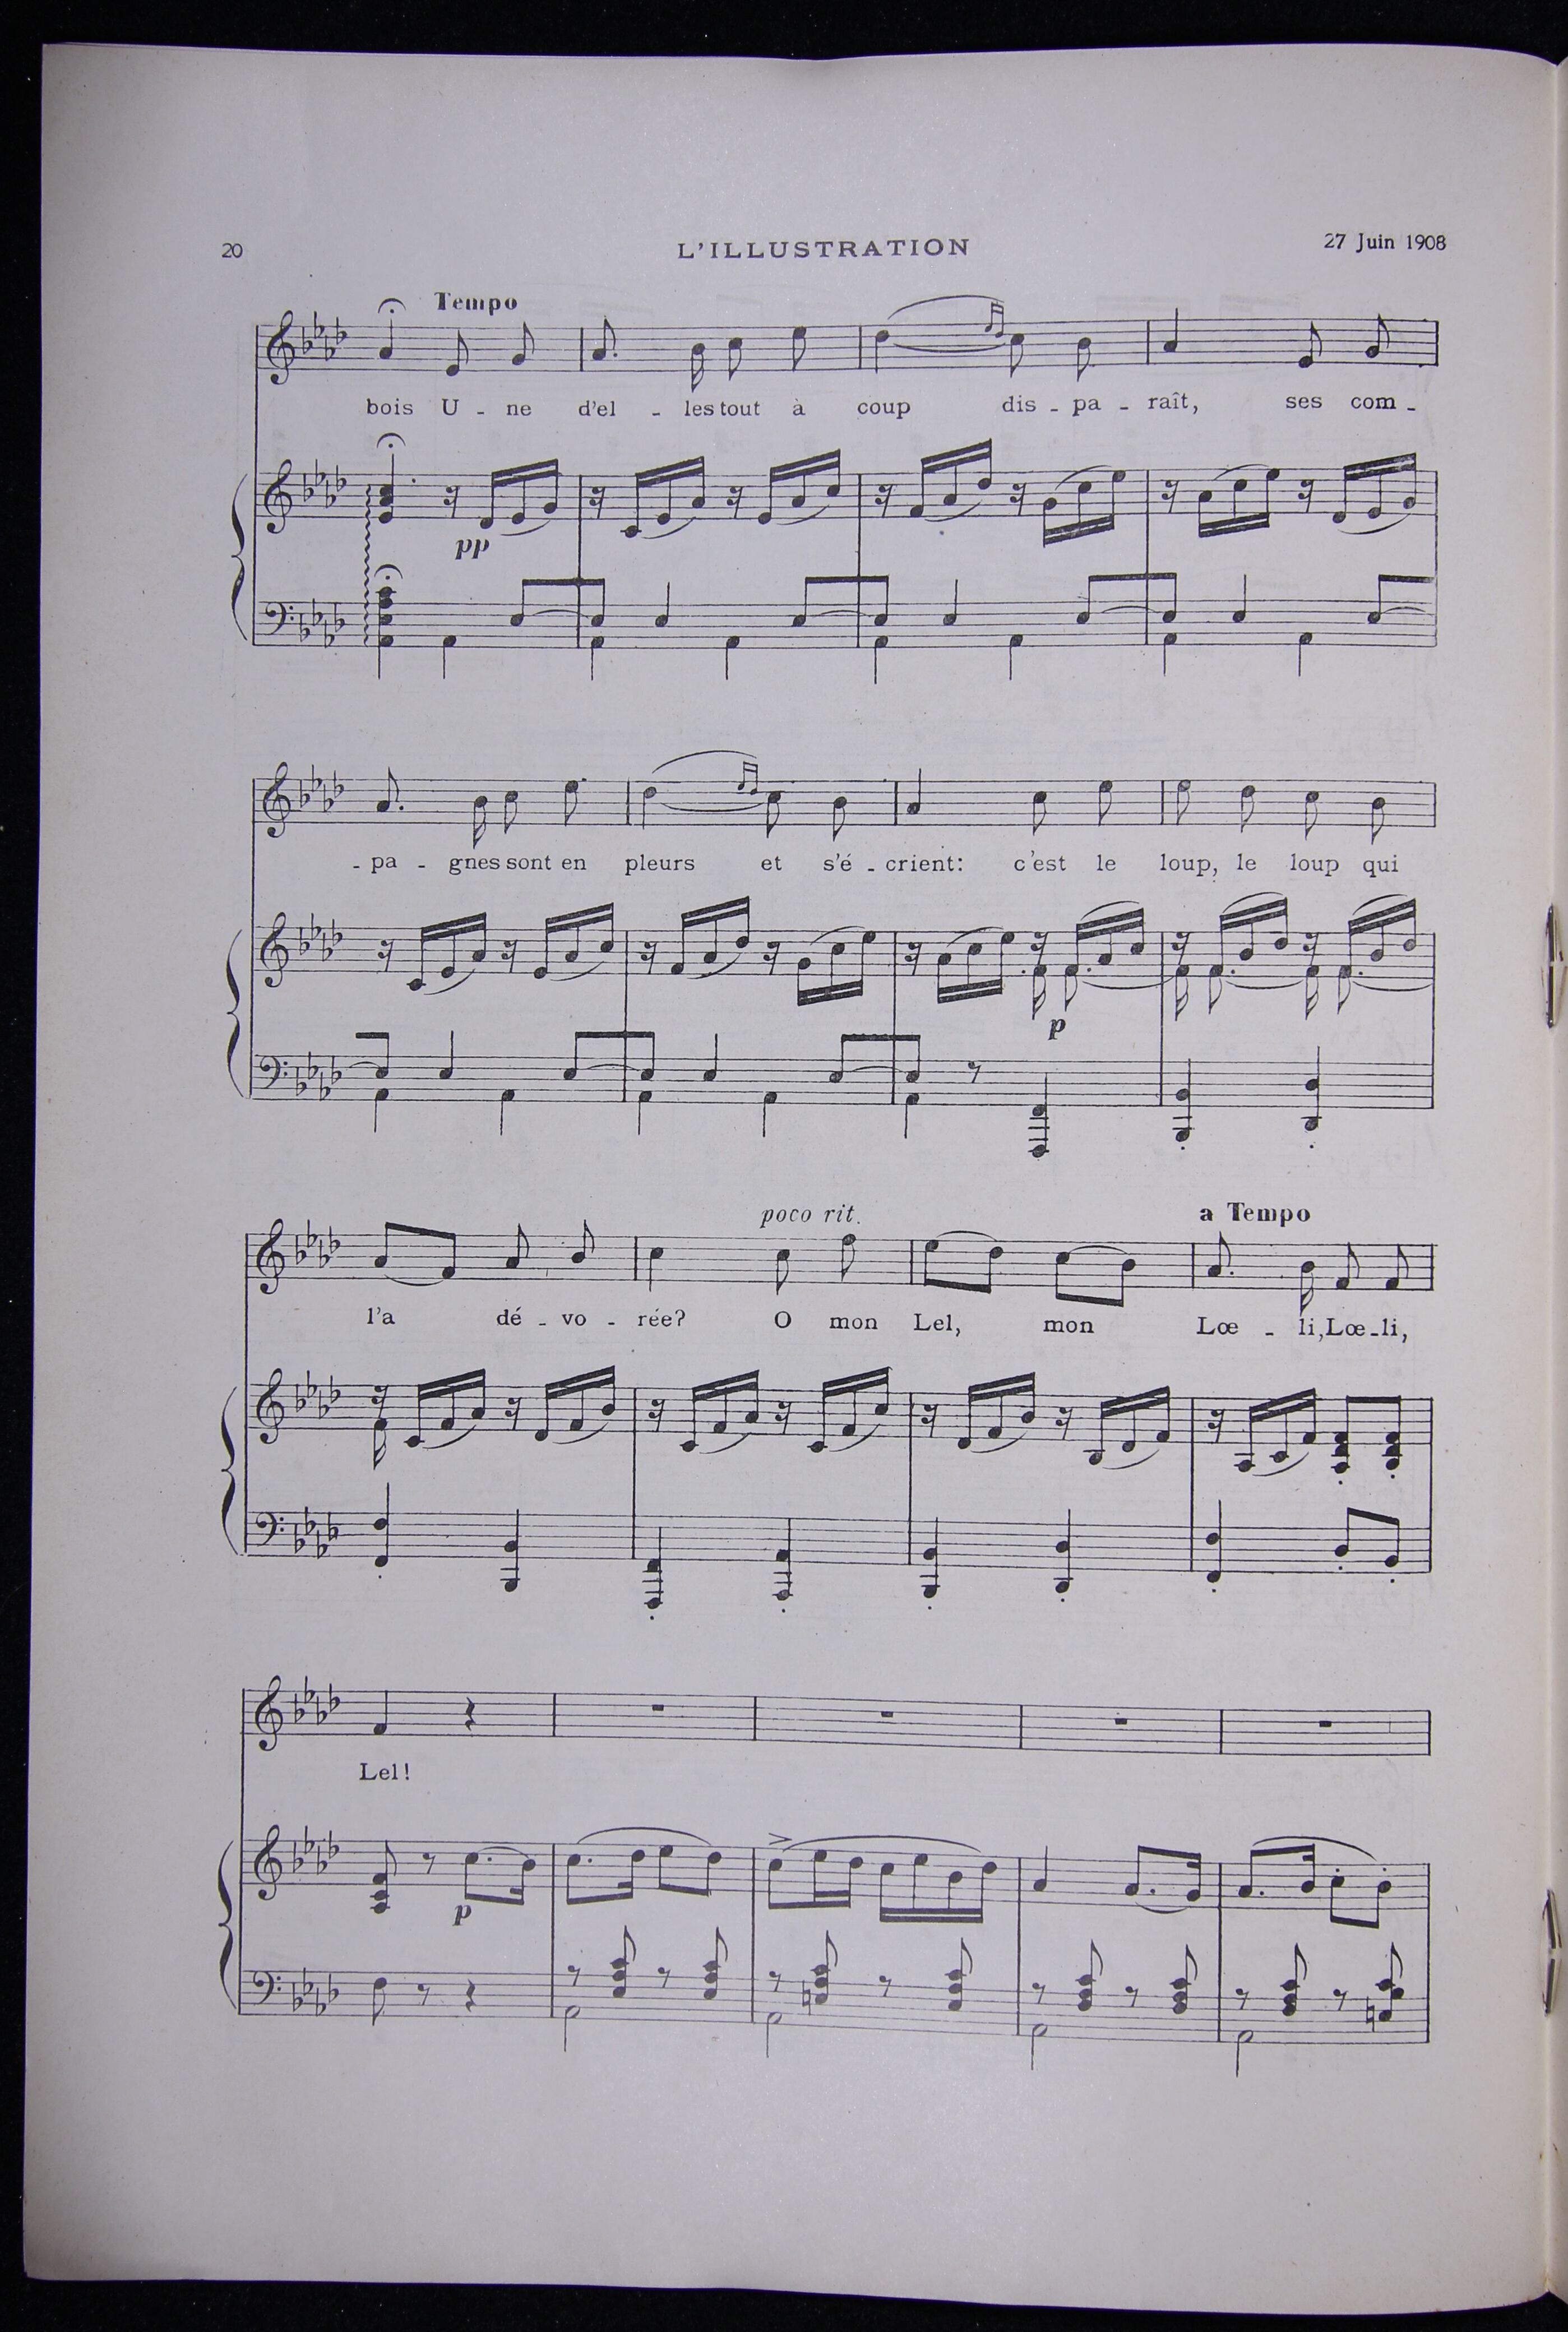 20
L'ILLUSTRATION
27 Juin 1908
Tempo
bois U - ne d'el - les tout à coup dis - pa - raît, ses com -
pp
- pa - gnes sont en pleurs et s'é - crient: c'est le loup, le loup qui
p
poco rit.
a Tempo
l'a dé - vo - rée? O mon Lel, mon Lœ - li, Lœ - li,
Lel!
p